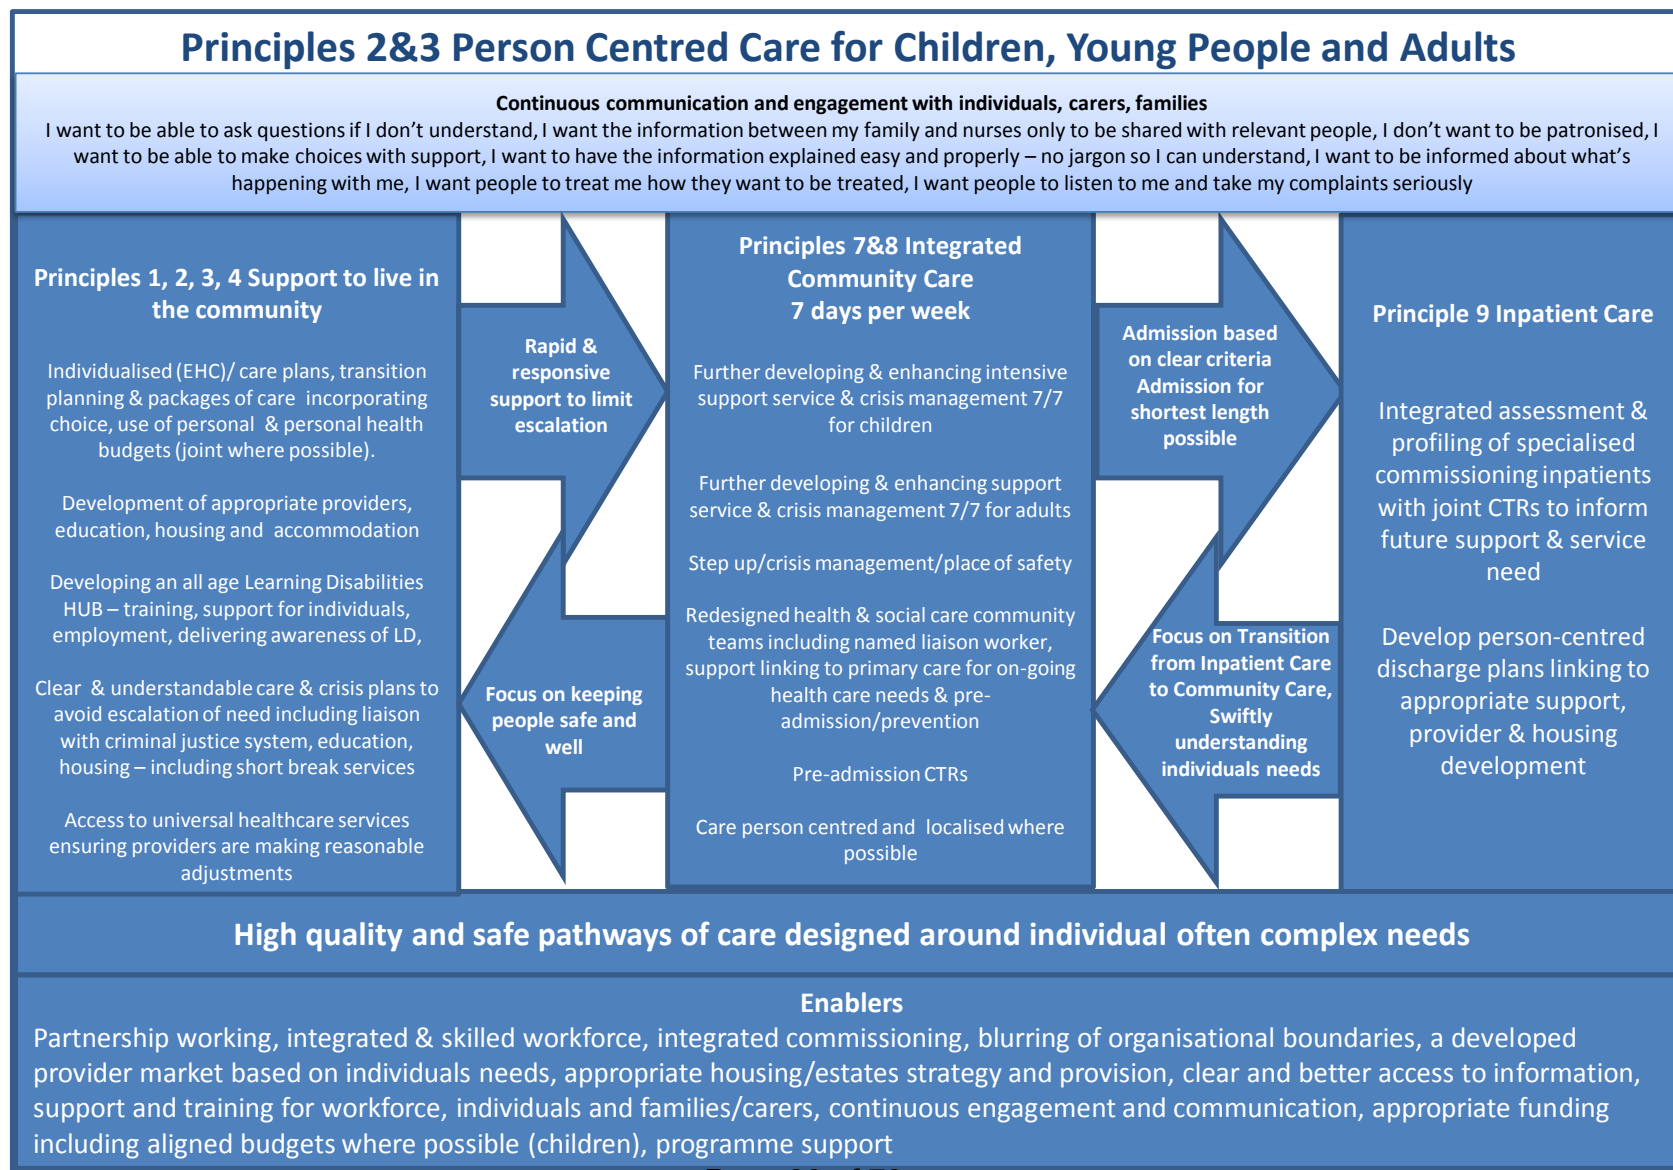 Principles 2&3 Person Centred Care for Children, Young People and Adults
Continuous communication and engagement with individuals, carers, families
I want to be able to ask questions if I don't understand, I want the information between my family and nurses only to be shared with relevant people, I don't want to be patronised, I
want to be able to make choices with support, I want to have the information explained easy and properly – no jargon so I can understand, I want to be informed about what's
happening with me, I want people to treat me how they want to be treated, I want people to listen to me and take my complaints seriously
Principles 1, 2, 3, 4 Support to live in
the community
Individualised (EHC)/ care plans, transition
planning & packages of care incorporating
choice, use of personal & personal health
budgets (joint where possible).
Development of appropriate providers,
education, housing and accommodation
Developing an all age Learning Disabilities
HUB – training, support for individuals,
employment, delivering awareness of LD,
Clear & understandable care & crisis plans to
avoid escalation of need including liaison
with criminal justice system, education,
housing – including short break services
Access to universal healthcare services
ensuring providers are making reasonable
adjustments
Rapid &
responsive
support to limit
escalation
Focus on keeping
people safe and
well
Principles 7&8 Integrated
Community Care
7 days per week
Further developing & enhancing intensive
support service & crisis management 7/7
for children
Further developing & enhancing support
service & crisis management 7/7 for adults
Step up/crisis management/place of safety
Redesigned health & social care community
teams including named liaison worker,
support linking to primary care for on-going
health care needs & pre-
admission/prevention
Pre-admission CTRs
Care person centred and localised where
possible
Admission based
on clear criteria
Admission for
shortest length
possible
Focus on Transition
from Inpatient Care
to Community Care,
Swiftly
understanding
individuals needs
Principle 9 Inpatient Care
Integrated assessment &
profiling of specialised
commissioning inpatients
with joint CTRs to inform
future support & service
need
Develop person-centred
discharge plans linking to
appropriate support,
provider & housing
development
High quality and safe pathways of care designed around individual often complex needs
Enablers
Partnership working, integrated & skilled workforce, integrated commissioning, blurring of organisational boundaries, a developed
provider market based on individuals needs, appropriate housing/estates strategy and provision, clear and better access to information,
support and training for workforce, individuals and families/carers, continuous engagement and communication, appropriate funding
including aligned budgets where possible (children), programme support